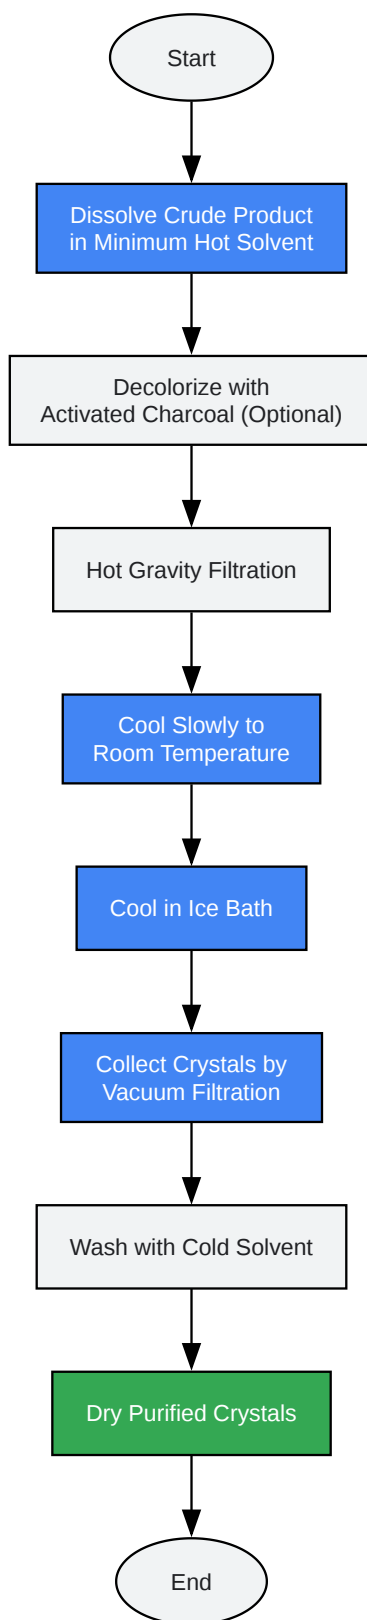 Start
Dissolve Crude Product
in Minimum Hot Solvent
Decolorize with
Activated Charcoal (Optional)
Hot Gravity Filtration
Cool Slowly to
Room Temperature
Cool in Ice Bath
Collect Crystals by
Vacuum Filtration
Wash with Cold Solvent
Dry Purified Crystals
End